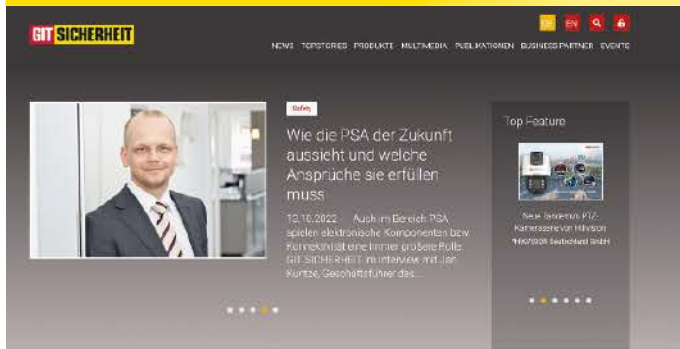 GIT SICHERHEIT
DE EN
NEWS TOPSTORIES PRODUKTE MULTIMEDIA PUBLIKATIONEN BUSINESS PARTNER EVENTS
Safety
Wie die PSA der Zukunft
aussieht und welche
Ansprüche sie erfüllen
muss
Top Feature
12.10.2022 Auch im Bereich PSA
spielen elektronische Komponenten bzw.
Konnektivität eine immer größere Rolle.
GIT SICHERHEIT im Interview mit Jan
Kuntze, Geschäftsführer des...
Neue TandemVu PTZ-
Kameraserie von Hikvision
HIKVISION Deutschland GmbH